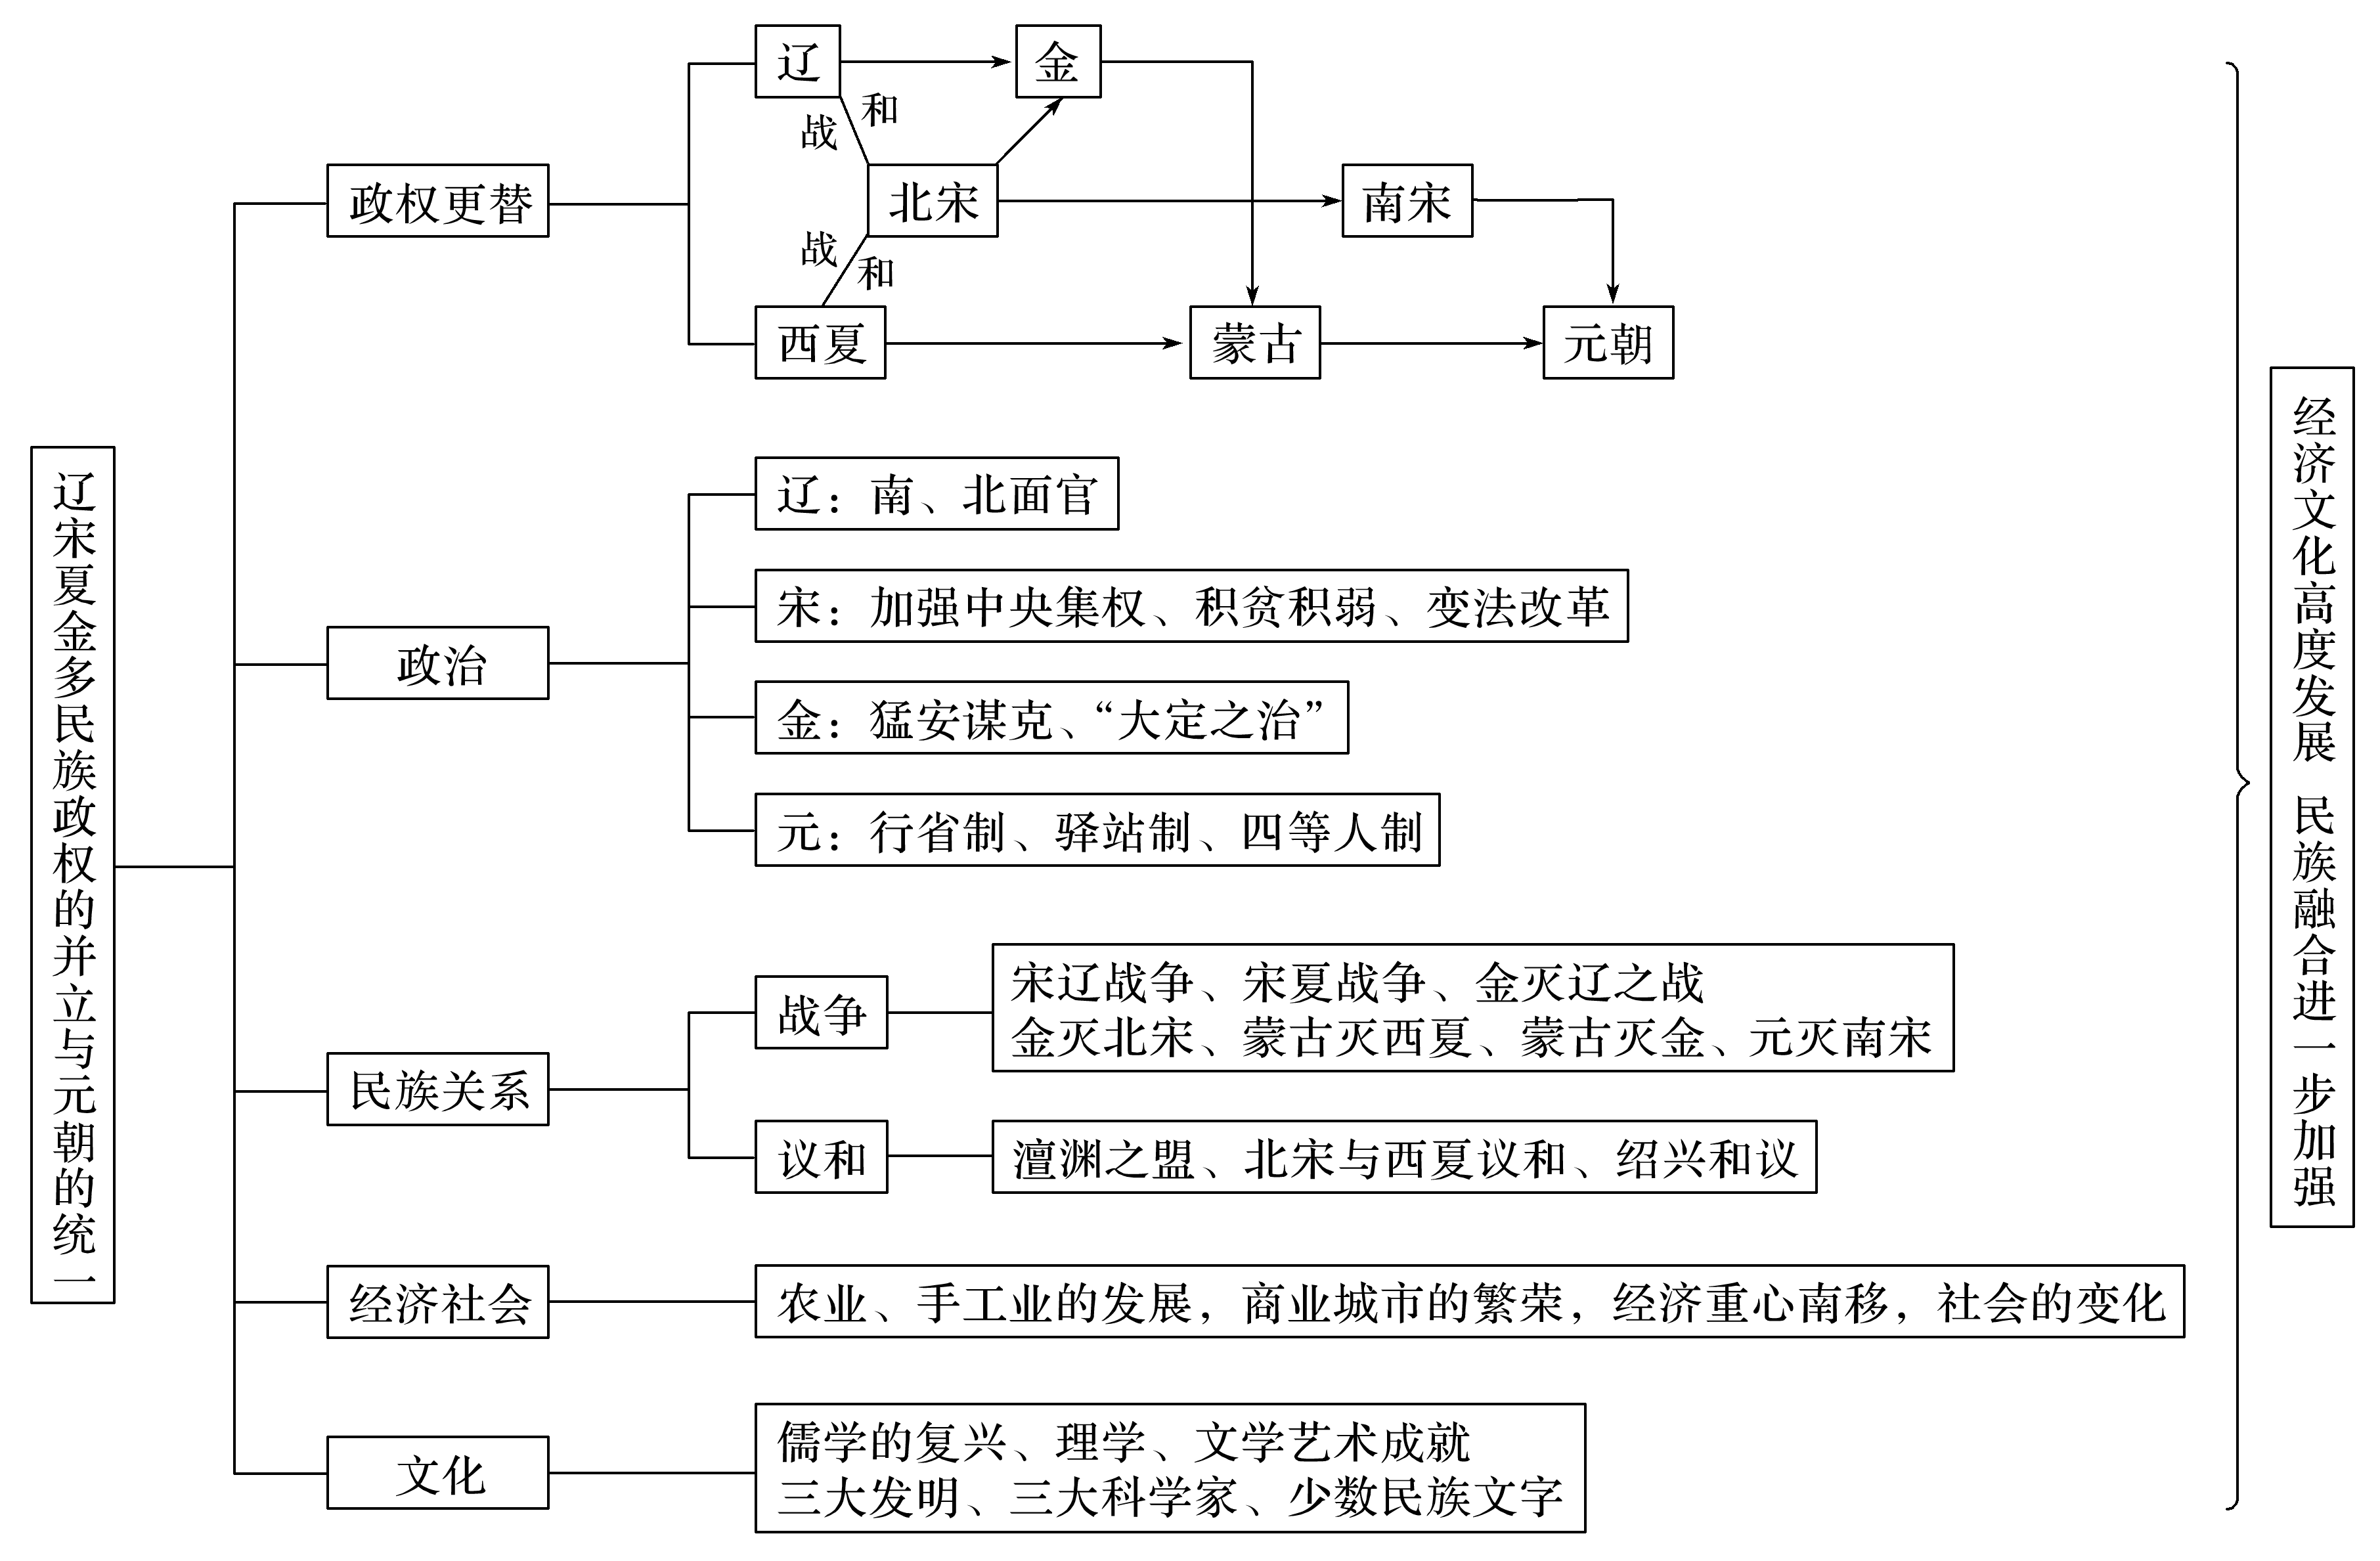 辽宋夏金多民族政权的并立与元朝的统一
政权更替
辽
金
和
战
北宋
南宋
战
和
西夏
蒙古
元朝
政治
辽：南、北面官
宋：加强中央集权、积贫积弱、变法改革
金：猛安谋克、“大定之治”
元：行省制、驿站制、四等人制
民族关系
战争
宋辽战争、宋夏战争、金灭辽之战
金灭北宋、蒙古灭西夏、蒙古灭金、元灭南宋
议和
澶渊之盟、北宋与西夏议和、绍兴和议
经济社会
农业、手工业的发展，商业城市的繁荣，经济重心南移，社会的变化
文化
儒学的复兴、理学、文学艺术成就
三大发明、三大科学家、少数民族文字
经济文化高度发展 民族融合进一步加强